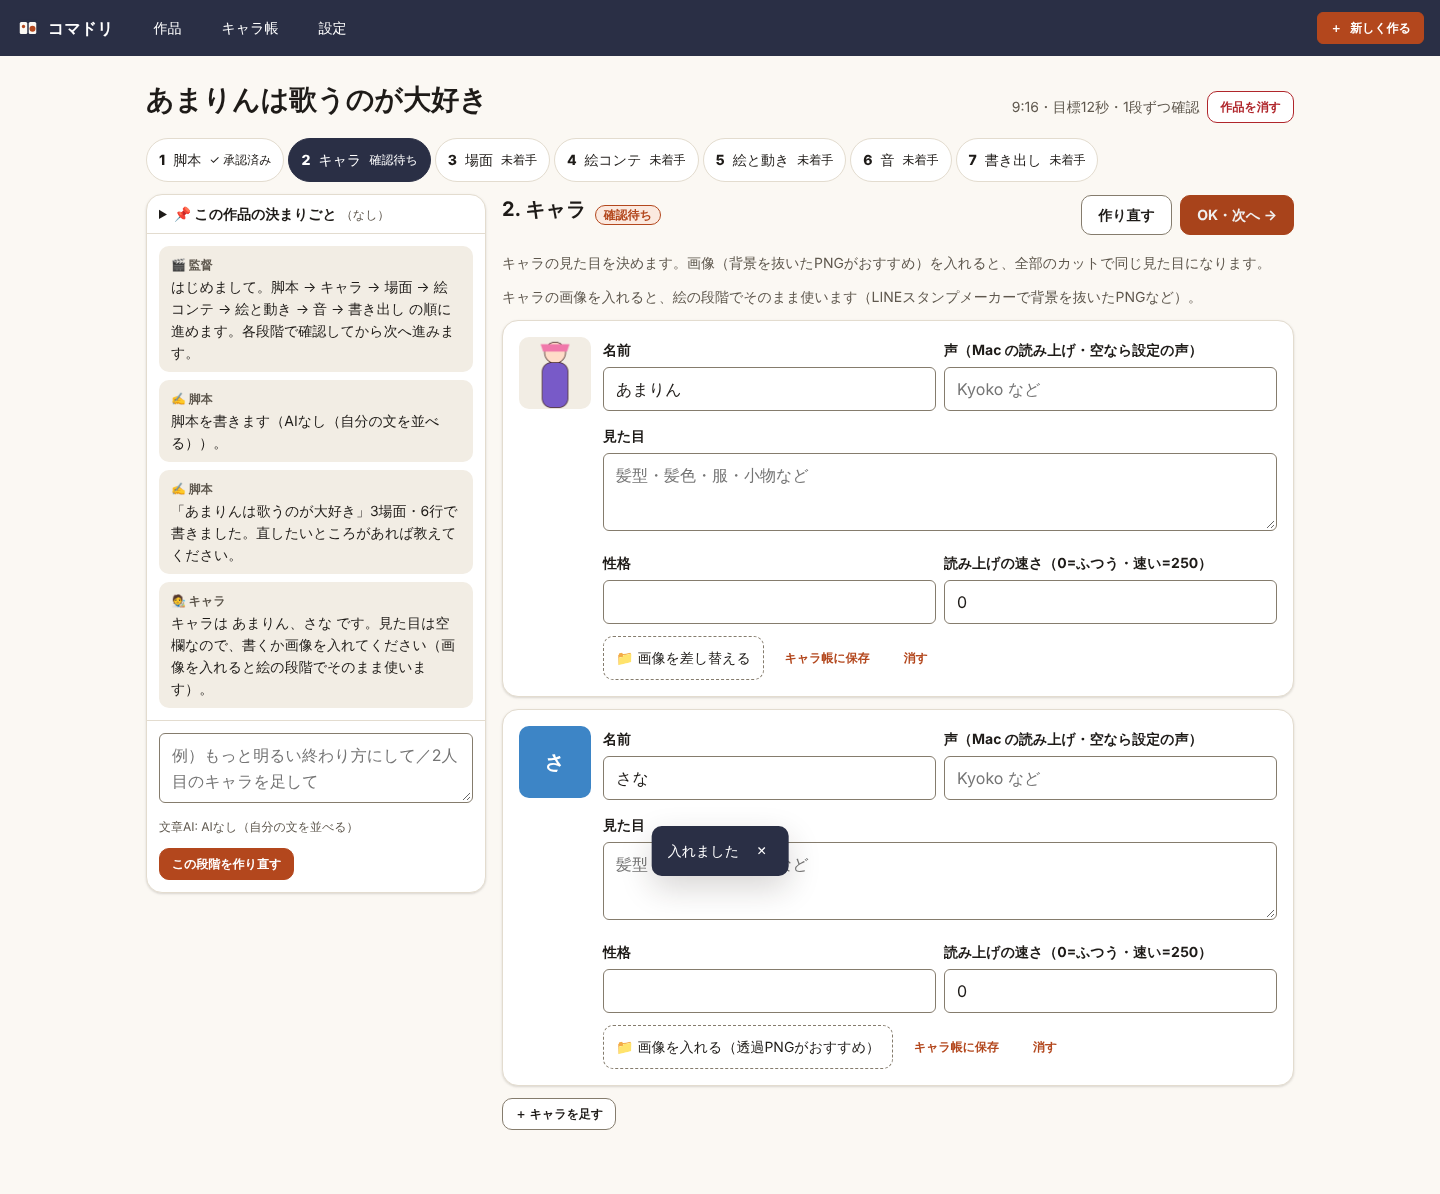 コマドリ
作品
キャラ帳
設定
+ 新しく作る
あまりんは歌うのが大好き
9:16・目標12秒・1段ずつ確認
作品を消す
1 脚本 ✓ 承認済み
2 キャラ 確認待ち
3 場面 未着手
4 絵コンテ 未着手
5 絵と動き 未着手
6 音 未着手
7 書き出し 未着手
▶ 📌 この作品の決まりごと （なし）
🎬 監督
はじめまして。脚本 → キャラ → 場面 → 絵
コンテ → 絵と動き → 音 → 書き出し の順に
進めます。各段階で確認してから次へ進みま
す。
✍️ 脚本
脚本を書きます（AIなし（自分の文を並べ
る））。
✍️ 脚本
「あまりんは歌うのが大好き」3場面・6行で
書きました。直したいところがあれば教えて
ください。
🧑‍🎨 キャラ
キャラは あまりん、さな です。見た目は空
欄なので、書くか画像を入れてください（画
像を入れると絵の段階でそのまま使いま
す）。
例）もっと明るい終わり方にして／2人
目のキャラを足して
文章AI: AIなし（自分の文を並べる）
この段階を作り直す
2. キャラ 確認待ち
作り直す
OK・次へ →
キャラの見た目を決めます。画像（背景を抜いたPNGがおすすめ）を入れると、全部のカットで同じ見た目になります。
キャラの画像を入れると、絵の段階でそのまま使います（LINEスタンプメーカーで背景を抜いたPNGなど）。
名前
声（Mac の読み上げ・空なら設定の声）
あまりん
Kyoko など
見た目
髪型・髪色・服・小物など
性格
読み上げの速さ（0=ふつう・速い=250）
0
📁 画像を差し替える
キャラ帳に保存
消す
さ
名前
声（Mac の読み上げ・空なら設定の声）
さな
Kyoko など
見た目
髪型
ど
入れました ×
性格
読み上げの速さ（0=ふつう・速い=250）
0
📁 画像を入れる（透過PNGがおすすめ）
キャラ帳に保存
消す
+ キャラを足す